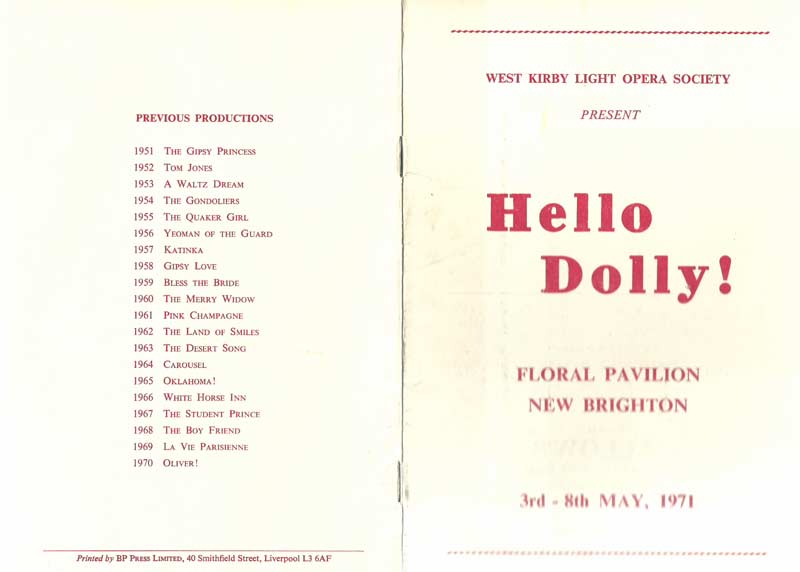 PREVIOUS PRODUCTIONS
1951 The Gipsy Princess
1952 Tom Jones
1953 A Waltz Dream
1954 The Gondoliers
1955 The Quaker Girl
1956 Yeoman of the Guard
1957 Katinka
1958 Gipsy Love
1959 Bless the Bride
1960 The Merry Widow
1961 Pink Champagne
1962 The Land of Smiles
1963 The Desert Song
1964 Carousel
1965 Oklahoma!
1966 White Horse Inn
1967 The Student Prince
1968 The Boy Friend
1969 La Vie Parisienne
1970 Oliver!
Printed by BP Press Limited, 40 Smithfield Street, Liverpool L3 6AF
WEST KIRBY LIGHT OPERA SOCIETY
PRESENT
Hello
Dolly!
FLORAL PAVILION
NEW BRIGHTON
3rd - 8th MAY, 1971